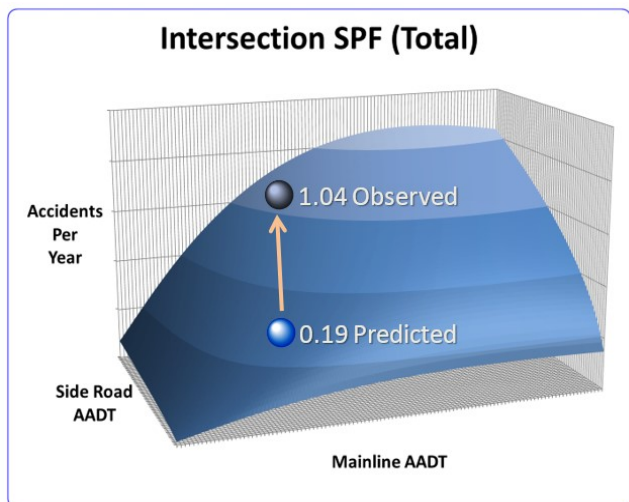 Intersection SPF (Total)
Accidents
Per
Year
1.04 Observed
0.19 Predicted
Side Road
AADT
Mainline AADT